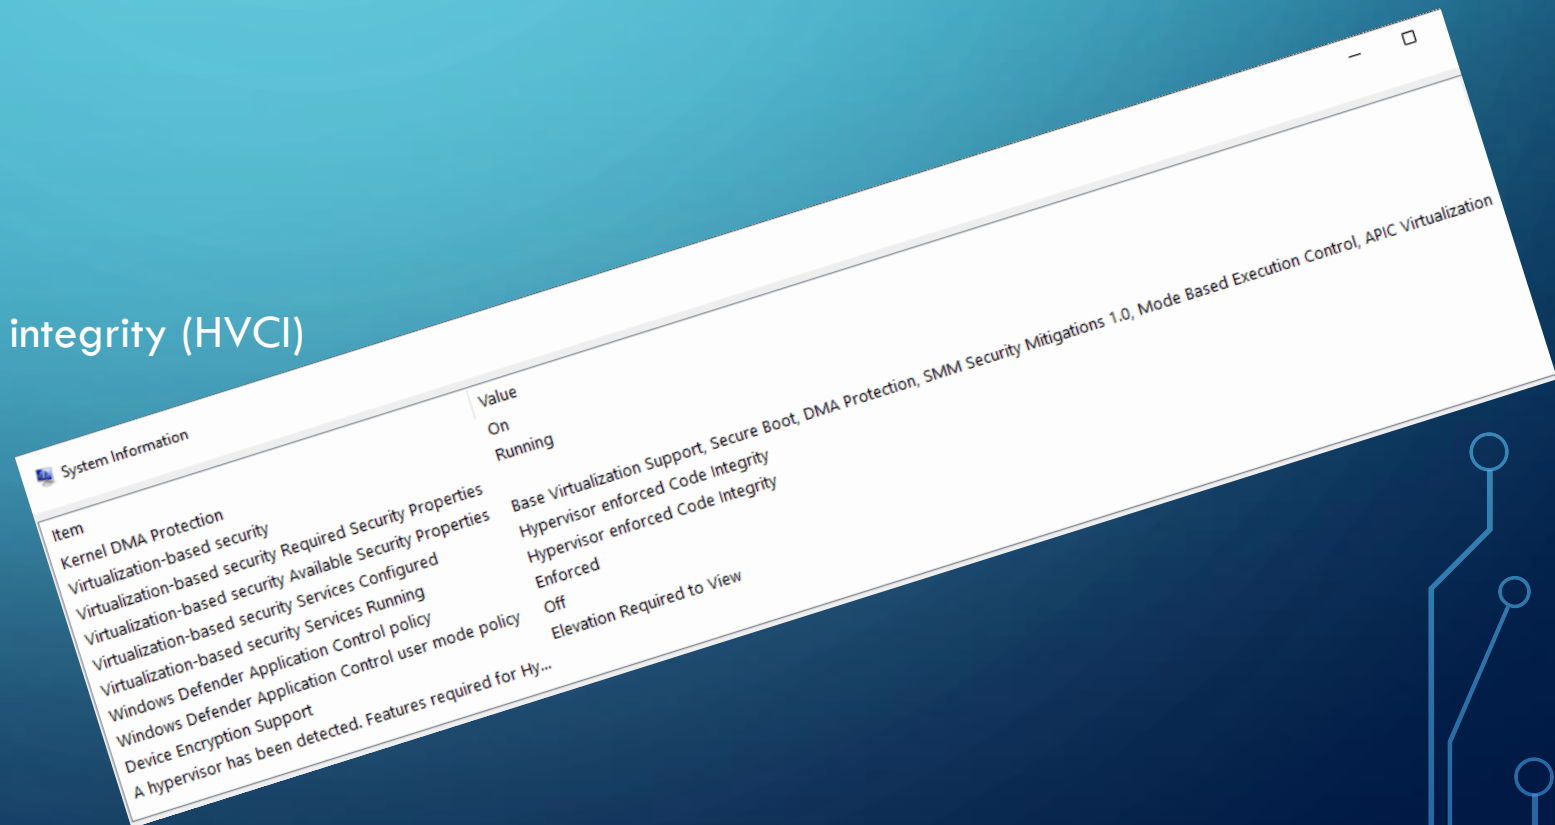 integrity (HVCI)
System Information
Item Value
Kernel DMA Protection On
Virtualization-based security Running
Virtualization-based security Required Security Properties
Virtualization-based security Available Security Properties Base Virtualization Support, Secure Boot, DMA Protection, SMM Security Mitigations 1.0, Mode Based Execution Control, APIC Virtualization
Virtualization-based security Services Configured Hypervisor enforced Code Integrity
Virtualization-based security Services Running Hypervisor enforced Code Integrity
Windows Defender Application Control policy Enforced
Windows Defender Application Control user mode policy Off
Device Encryption Support Elevation Required to View
A hypervisor has been detected. Features required for Hy...